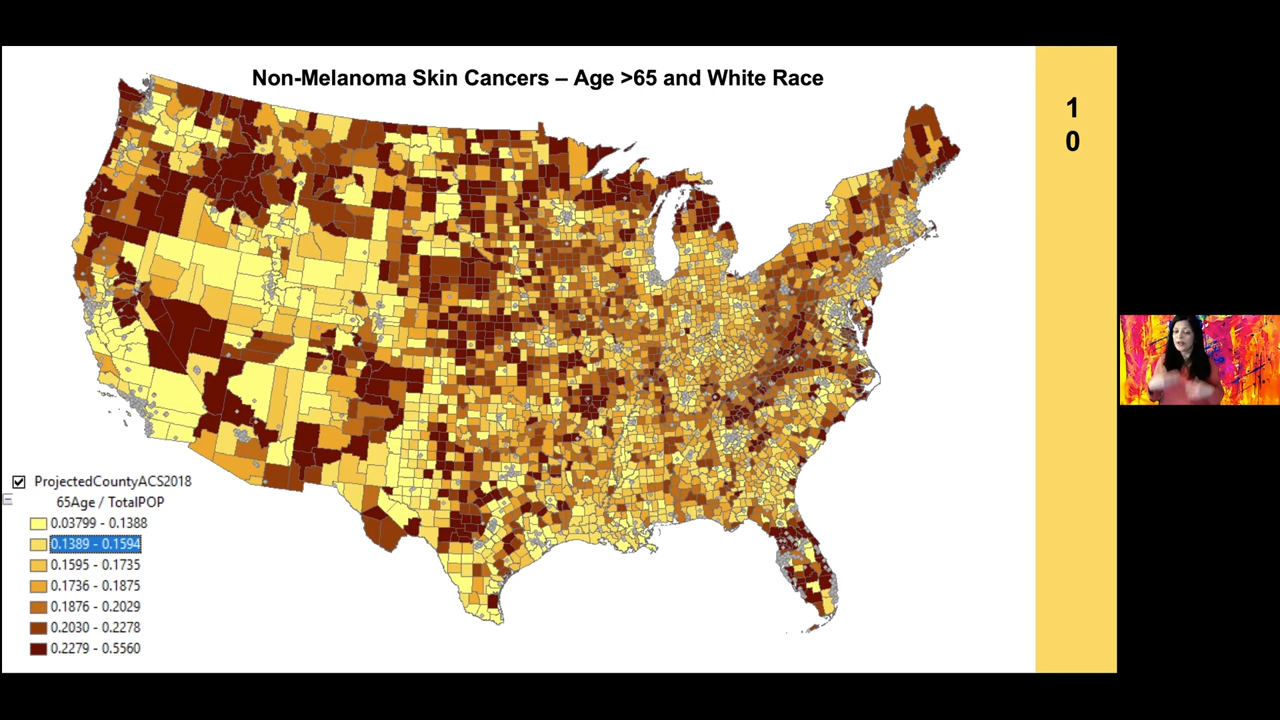 Non-Melanoma Skin Cancers – Age >65 and White Race
1
0
ProjectedCountyACS2018
65Age / TotalPOP
0.03799 - 0.1388
0.1389 - 0.1594
0.1595 - 0.1735
0.1736 - 0.1875
0.1876 - 0.2029
0.2030 - 0.2278
0.2279 - 0.5560